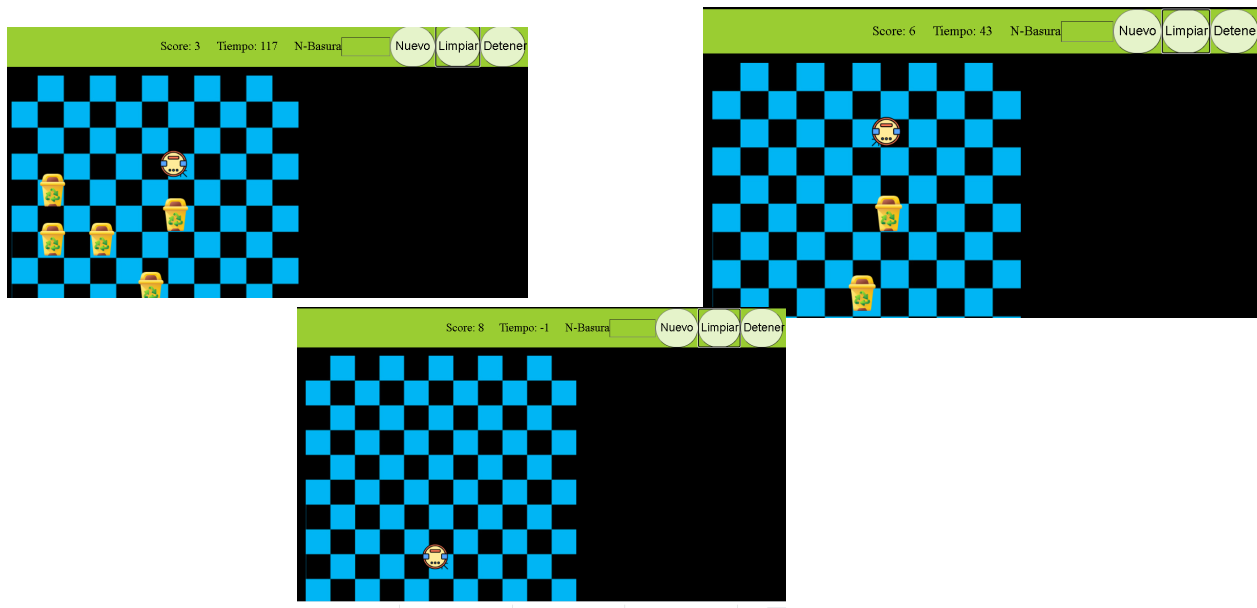 Score: 3 Tiempo: 117 N-Basura Nuevo Limpiar Detener
Score: 6 Tiempo: 43 N-Basura Nuevo Limpiar Detene
Score: 8 Tiempo: -1 N-Basura Nuevo Limpiar Detener